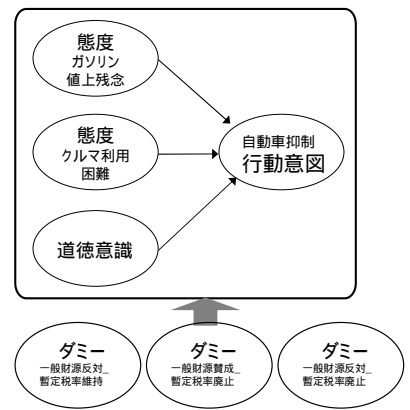 態度
ガソリン
値上残念
態度
クルマ利用
困難
自動車抑制
行動意図
道徳意識
ダミー
一般財源反対_
暫定税率維持
ダミー
一般財源賛成_
暫定税率廃止
ダミー
一般財源反対_
暫定税率廃止